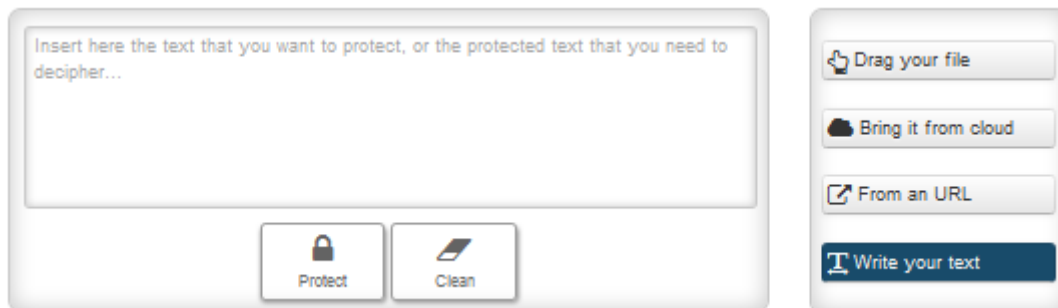 Insert here the text that you want to protect, or the protected text that you need to
decipher...
Protect
Clean
Drag your file
Bring it from cloud
From an URL
Write your text